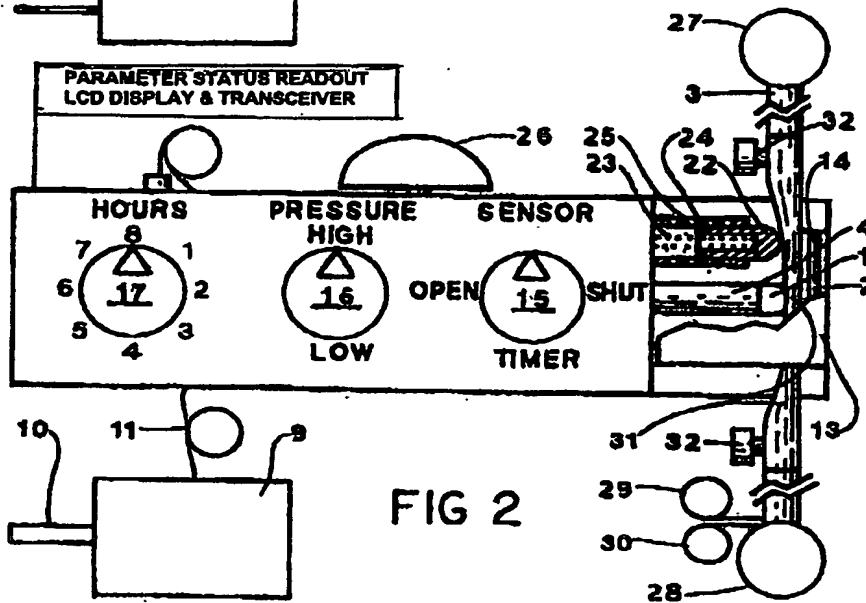 PARAMETER STATUS READOUT
LCD DISPLAY & TRANSCEIVER
27
3
32
26
25
24
14
23
22
HOURS
PRESSURE
SENSOR
HIGH
8
7
1
4
17
16
15
6
2
OPEN
SHUT
1
5
3
4
LOW
TIMER
10
11
9
31
32
13
FIG 2
29
30
28